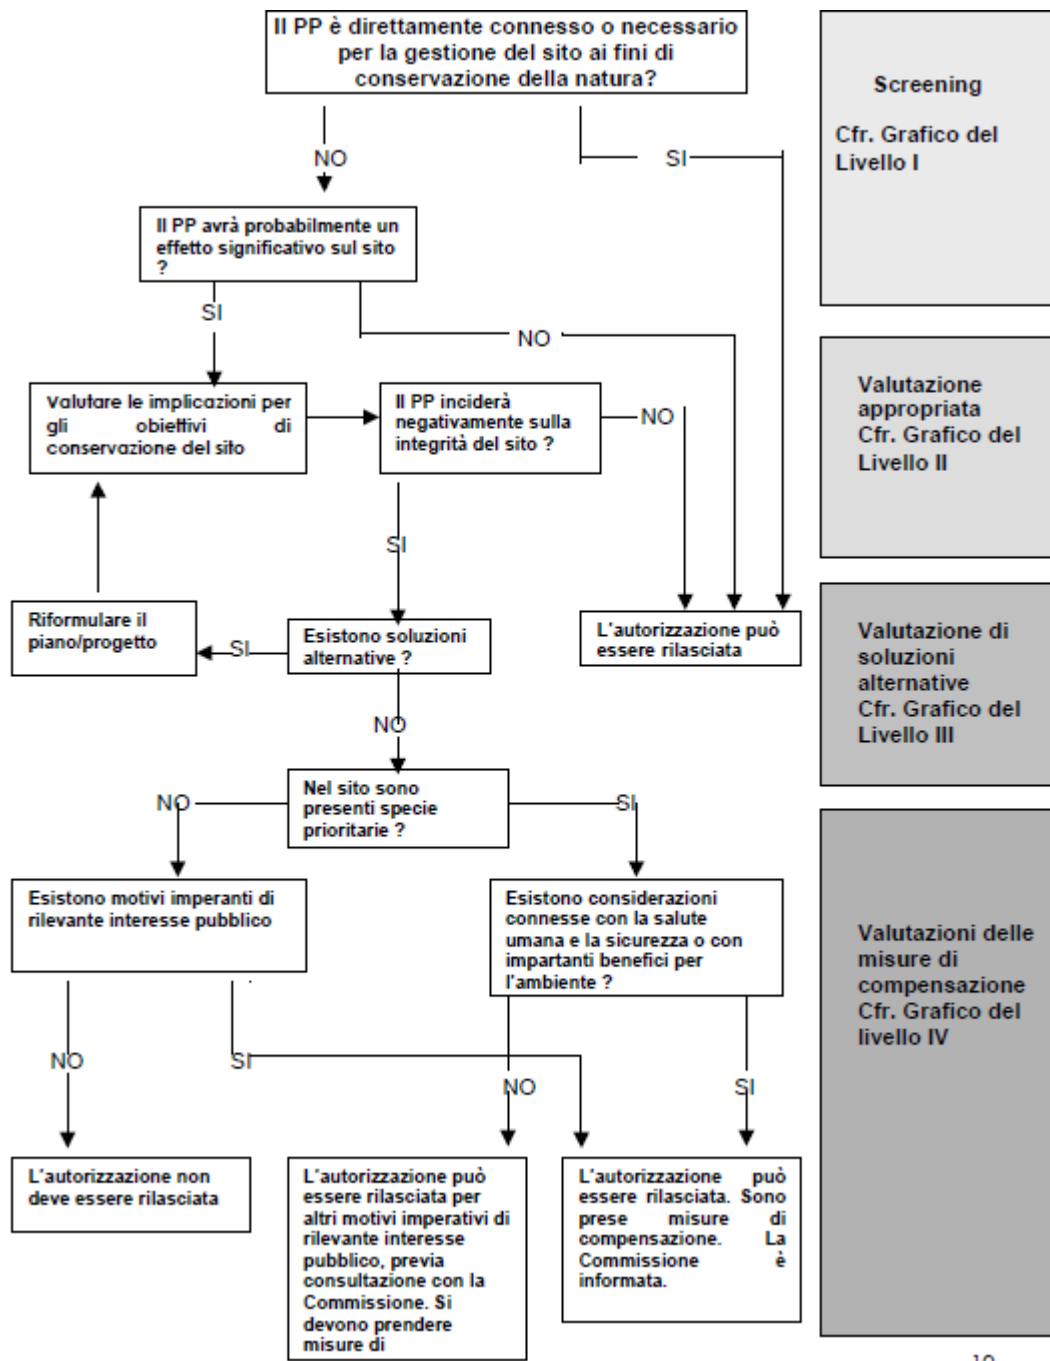 Il PP è direttamente connesso o necessario
per la gestione del sito ai fini di
conservazione della natura?
Screening
Cfr. Grafico del
Livello I
NO
SI
Il PP avrà probabilmente un
effetto significativo sul sito
?
SI
NO
Valutare le implicazioni per
gli obiettivi di
conservazione del sito
Il PP inciderà
negativamente sulla
integrità del sito ?
NO
Valutazione
appropriata
Cfr. Grafico del
Livello II
SI
Riformulare il
piano/progetto
SI
Esistono soluzioni
alternative ?
L'autorizzazione può
essere rilasciata
Valutazione di
soluzioni
alternative
Cfr. Grafico del
Livello III
NO
NO
Nel sito sono
presenti specie
prioritarie ?
SI
Esistono motivi imperanti di
rilevante interesse pubblico
Esistono considerazioni
connesse con la salute
umana e la sicurezza o con
impartanti benefici per
l'ambiente ?
Valutazioni delle
misure di
compensazione
Cfr. Grafico del
livello IV
NO
SI
NO
SI
L'autorizzazione non
deve essere rilasciata
L'autorizzazione può
essere rilasciata per
altri motivi imperativi di
rilevante interesse
pubblico, previa
consultazione con la
Commissione. Si
devono prendere
misure di
L'autorizzazione può
essere rilasciata. Sono
prese misure di
compensazione. La
Commissione è
informata.